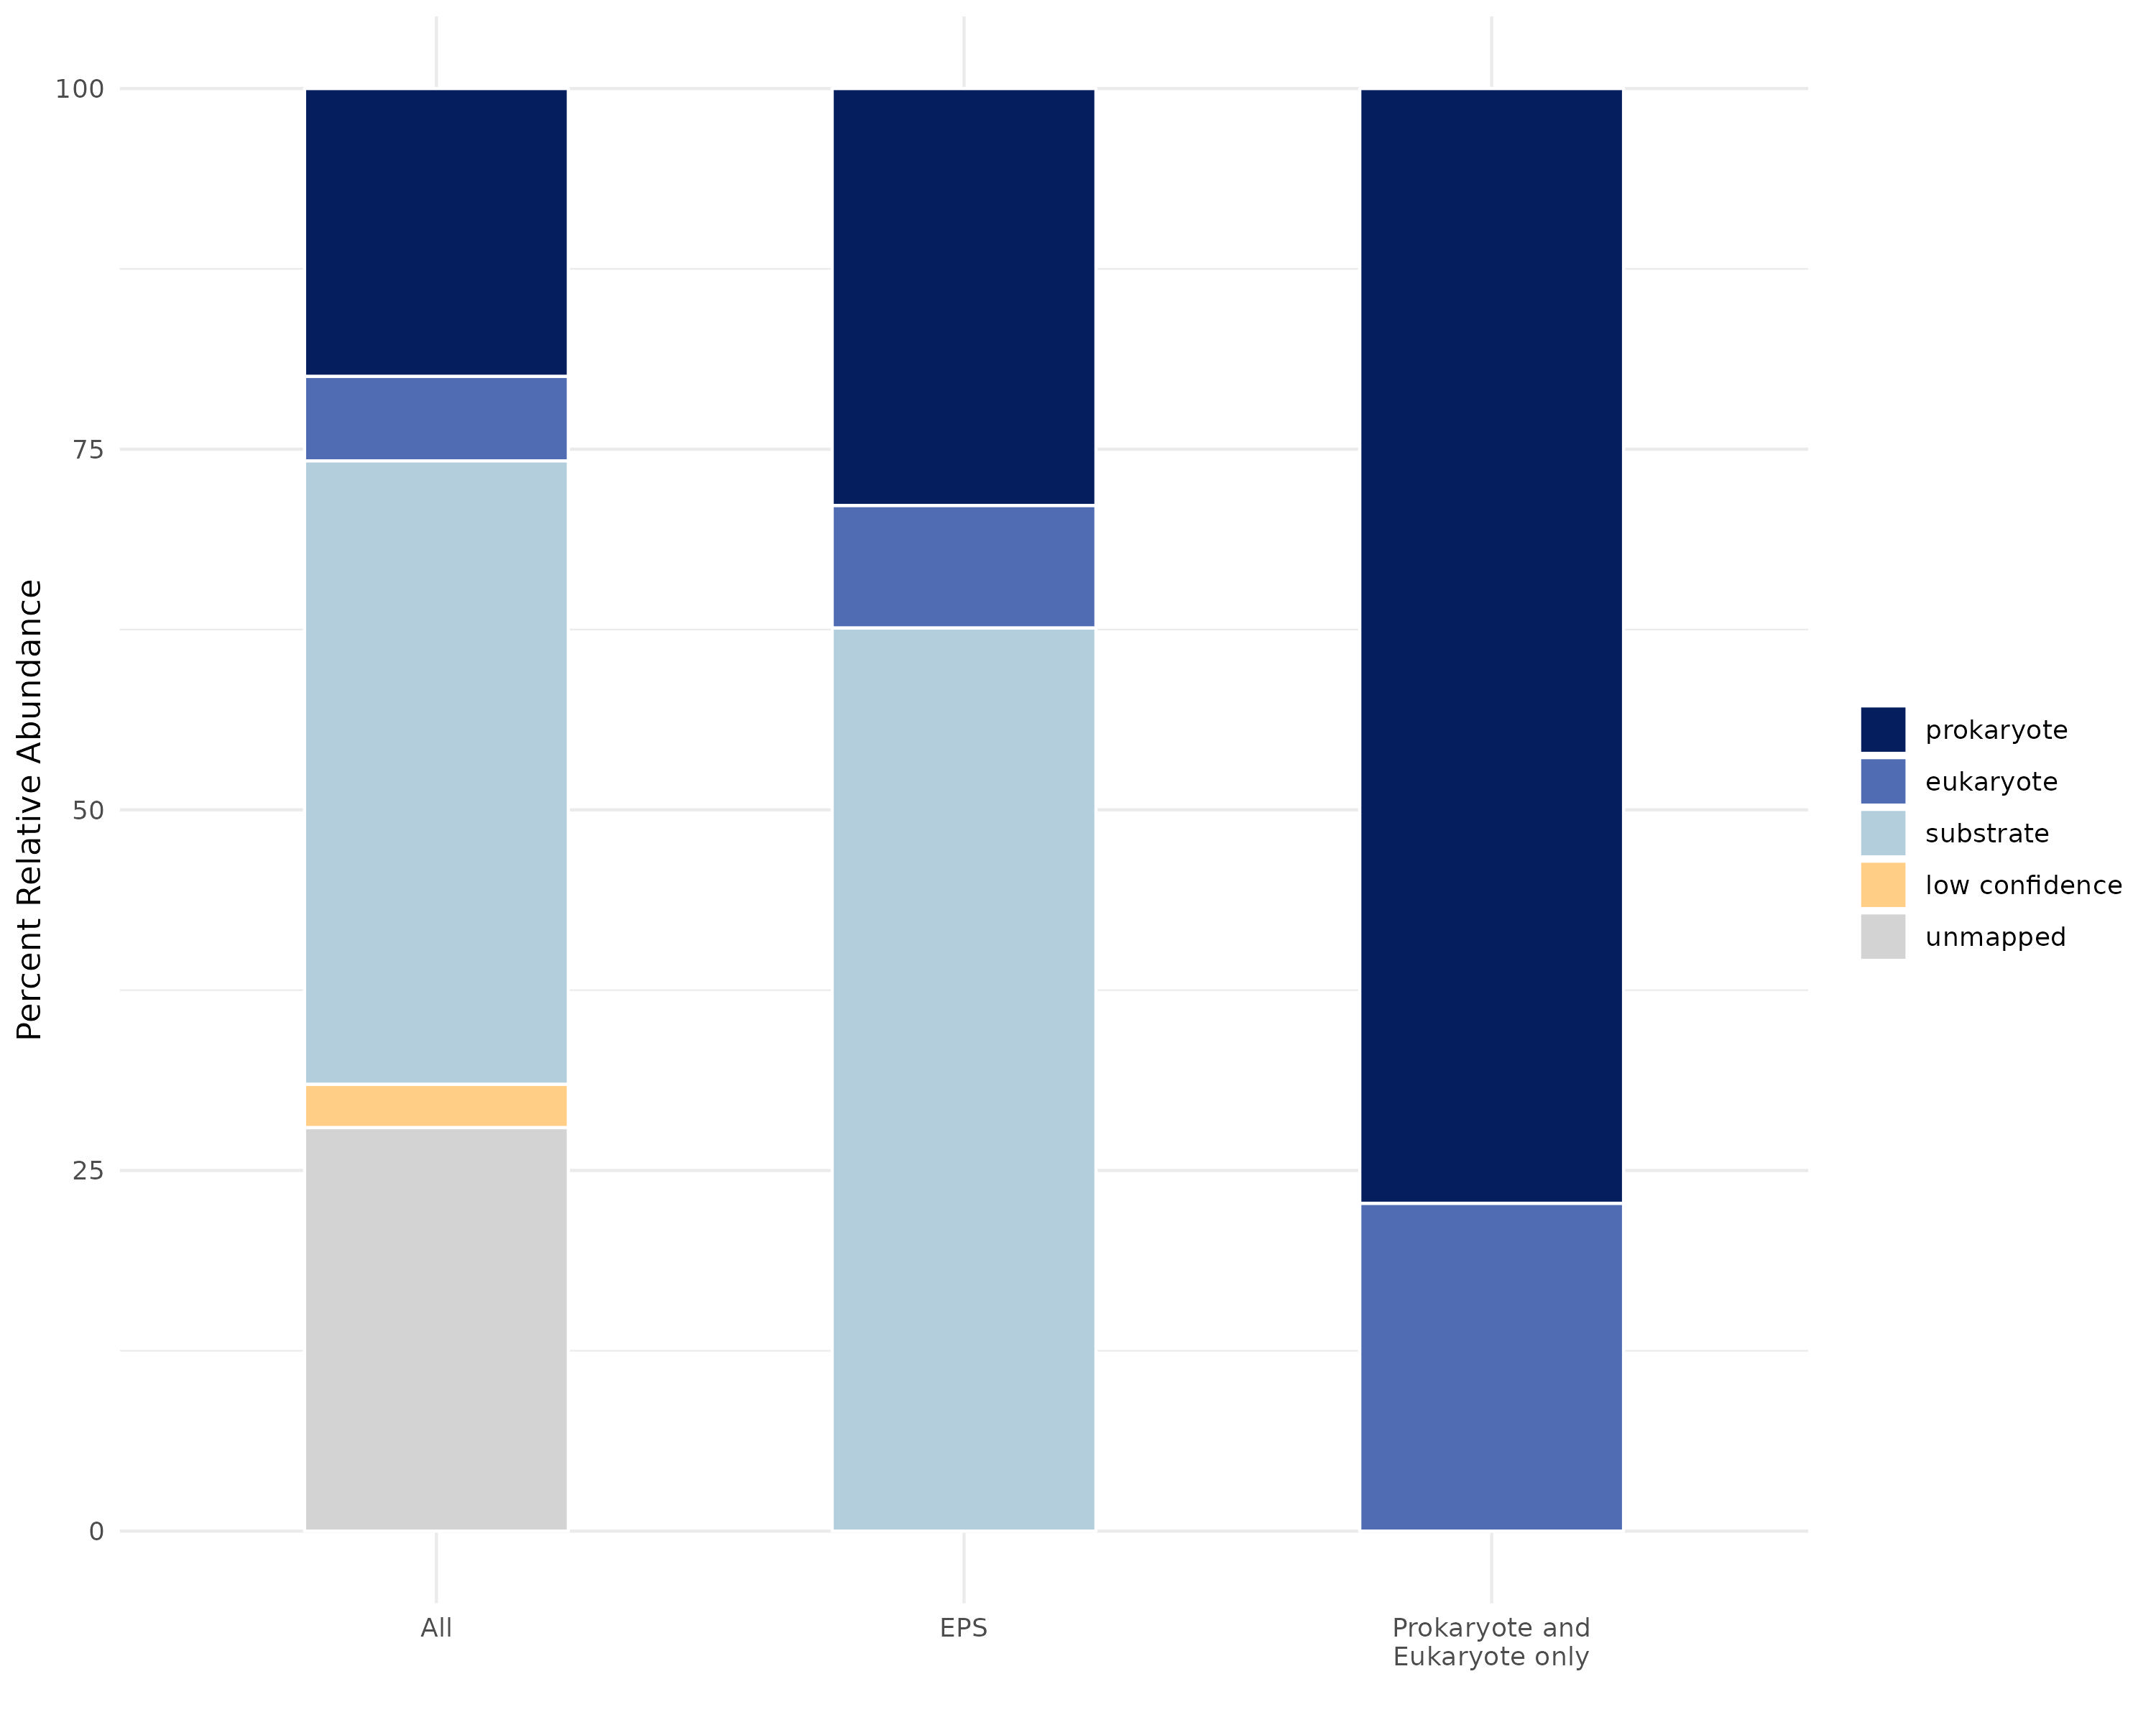 Percent Relative Abundance
100
75
50
25
0
All
EPS
Prokaryote and
Eukaryote only
prokaryote
eukaryote
substrate
low confidence
unmapped